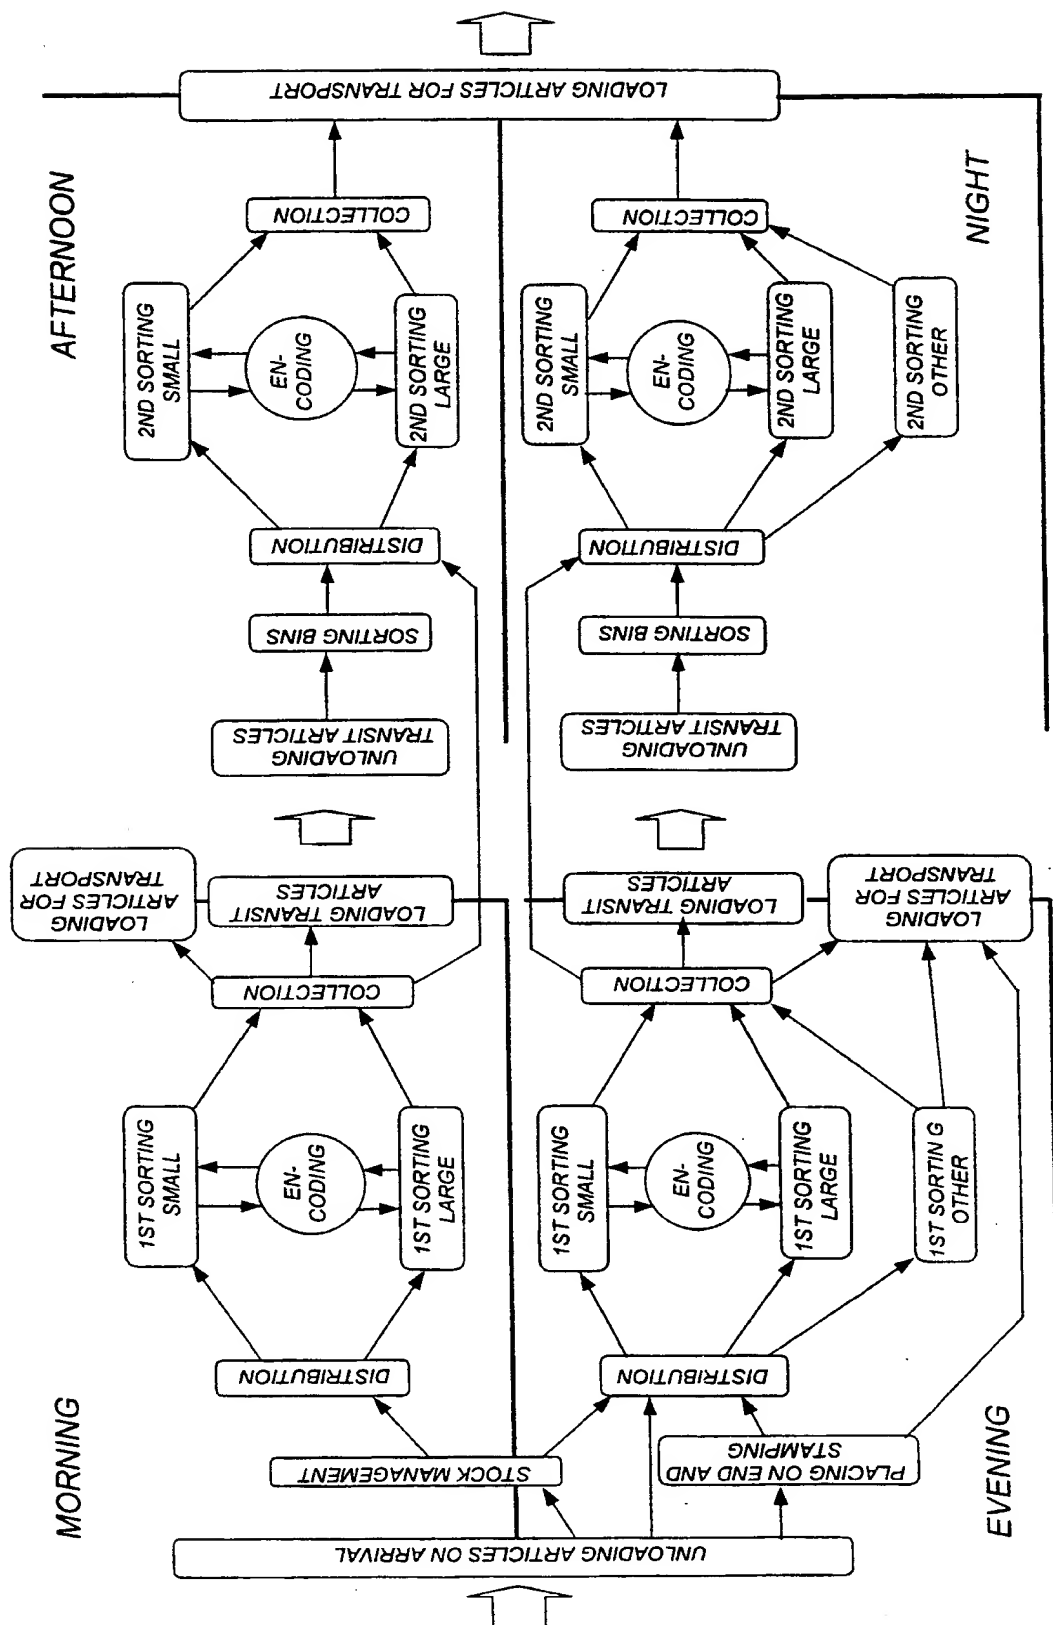 MORNING
UNLOADING ARTICLES ON ARRIVAL
STOCK MANAGEMENT
DISTRIBUTION
1ST SORTING
SMALL
EN-
CODING
1ST SORTING
LARGE
COLLECTION
LOADING
ARTICLES FOR
TRANSPORT
LOADING TRANSIT
ARTICLES
AFTERNOON
UNLOADING
TRANSIT ARTICLES
SORTING BINS
DISTRIBUTION
2ND SORTING
SMALL
EN-
CODING
2ND SORTING
LARGE
COLLECTION
LOADING ARTICLES FOR TRANSPORT
EVENING
PLACING ON END AND
STAMPING
DISTRIBUTION
1ST SORTING
SMALL
EN-
CODING
1ST SORTING
LARGE
1ST SORTIN G
OTHER
COLLECTION
LOADING TRANSIT
ARTICLES
LOADING
ARTICLES FOR
TRANSPORT
NIGHT
UNLOADING
TRANSIT ARTICLES
SORTING BINS
DISTRIBUTION
2ND SORTING
SMALL
EN-
CODING
2ND SORTING
LARGE
2ND SORTING
OTHER
COLLECTION